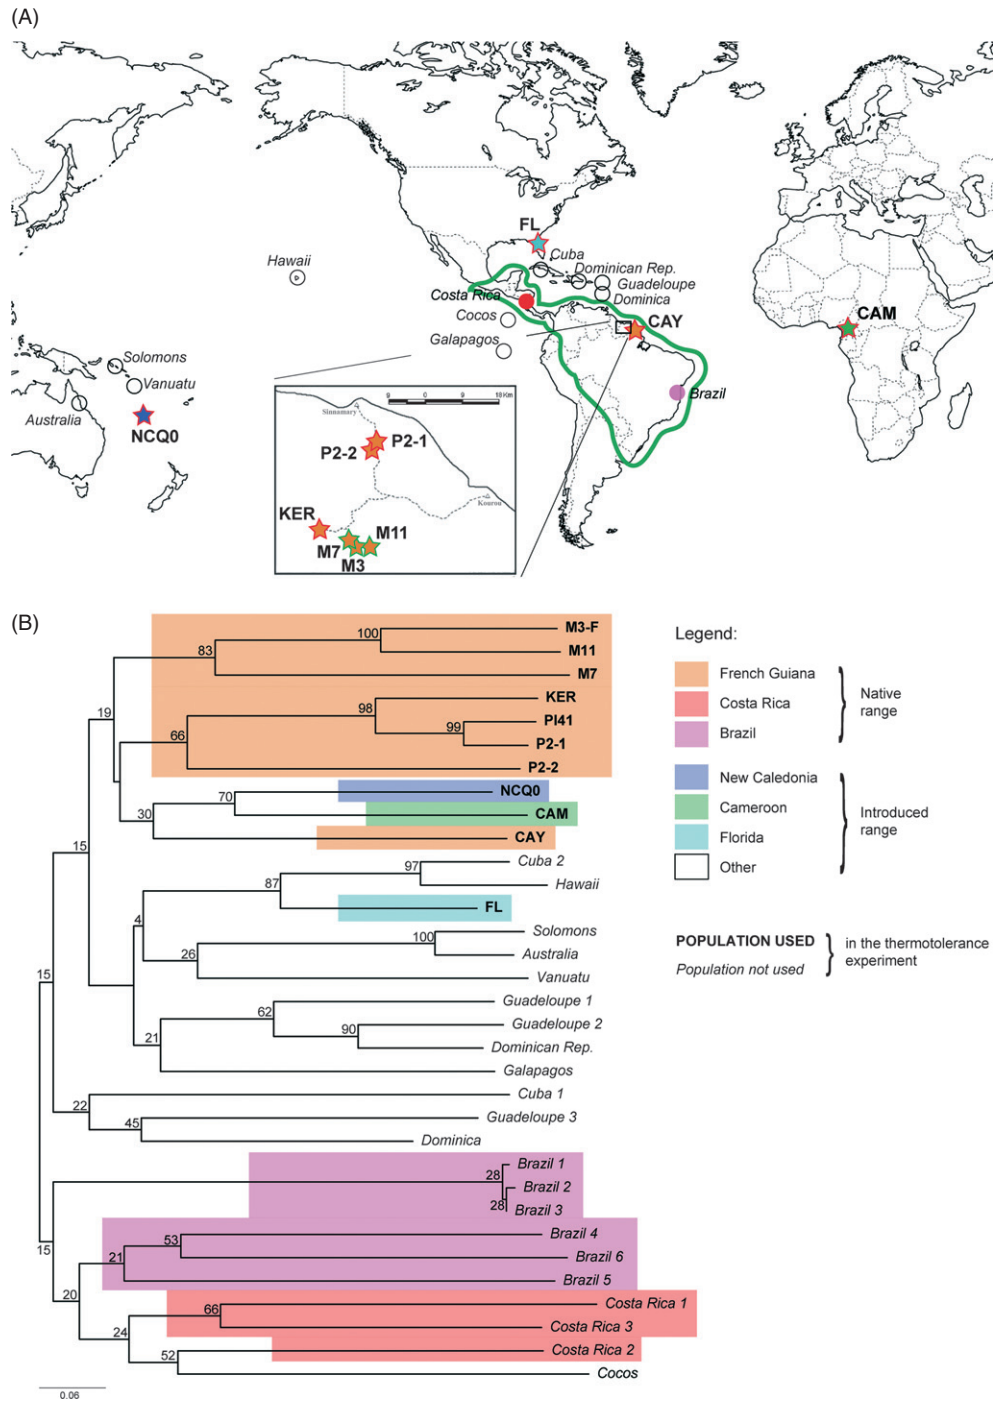 (A)
FL
Cuba
Hawaii
Dominican Rep.
Guadeloupe
Costa Rica
Dominica
Cocos
CAY
CAM
Galapagos
Solomons
Vanuatu
Australia
NCQ0
Brazil
9 0 9 18 Km
Sinnamary
P2-1
P2-2
Kourou
KER
M11
M7
M3
(B)
M3-F
100
83
M11
M7
19
KER
98
PI41
99
66
P2-1
P2-2
NCQ0
70
CAM
30
CAY
15
Cuba 2
97
87
Hawaii
4
FL
Solomons
100
26
Australia
Vanuatu
15
Guadeloupe 1
62
Guadeloupe 2
90
21
Dominican Rep.
Galapagos
Cuba 1
22
Guadeloupe 3
45
Dominica
Brazil 1
28
Brazil 2
28
Brazil 3
15
Brazil 4
53
21
Brazil 6
Brazil 5
20
Costa Rica 1
66
24
Costa Rica 3
Costa Rica 2
52
Cocos
0.06
Legend:
French Guiana
Costa Rica
Brazil
Native
range
New Caledonia
Cameroon
Florida
Other
Introduced
range
POPULATION USED
Population not used
in the thermotolerance
experiment